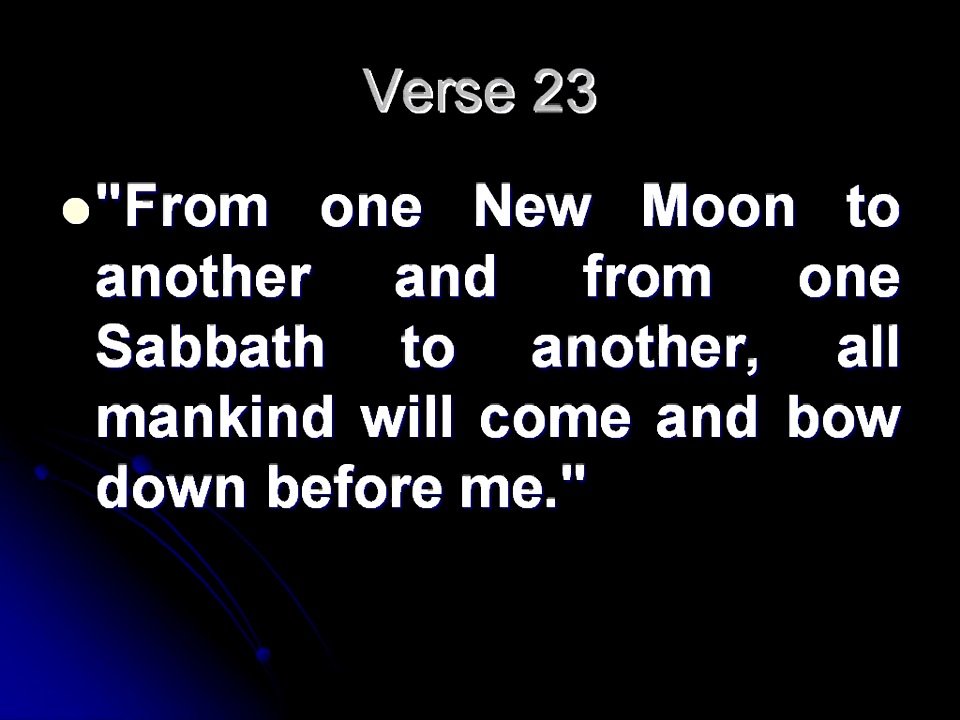 Verse 23
"From one New Moon to
another and from one
Sabbath to another, all
mankind will come and bow
down before me."